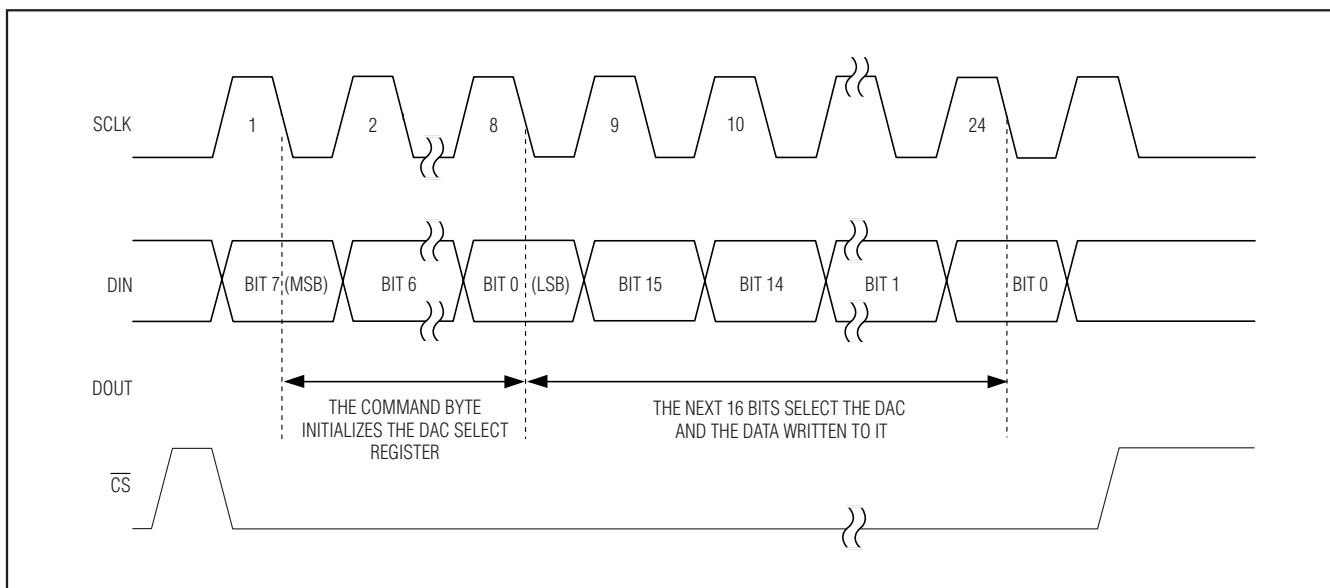 SCLK
1 2 8 9 10 24
DIN
BIT 7 (MSB) BIT 6 BIT 0 (LSB) BIT 15 BIT 14 BIT 1 BIT 0
DOUT
THE COMMAND BYTE
INITIALIZES THE DAC SELECT
REGISTER
THE NEXT 16 BITS SELECT THE DAC
AND THE DATA WRITTEN TO IT
CS